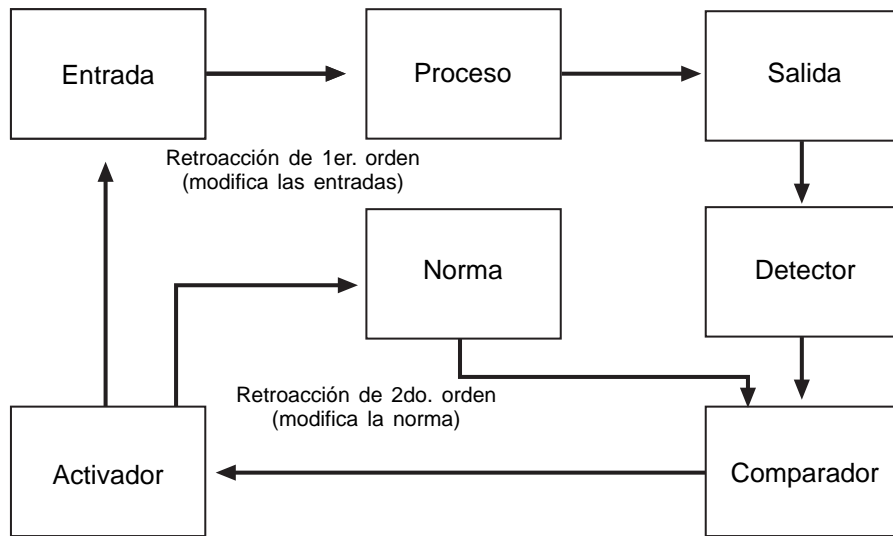 Entrada
Proceso
Salida
Retroacción de 1er. orden
(modifica las entradas)
Norma
Detector
Retroacción de 2do. orden
(modifica la norma)
Activador
Comparador